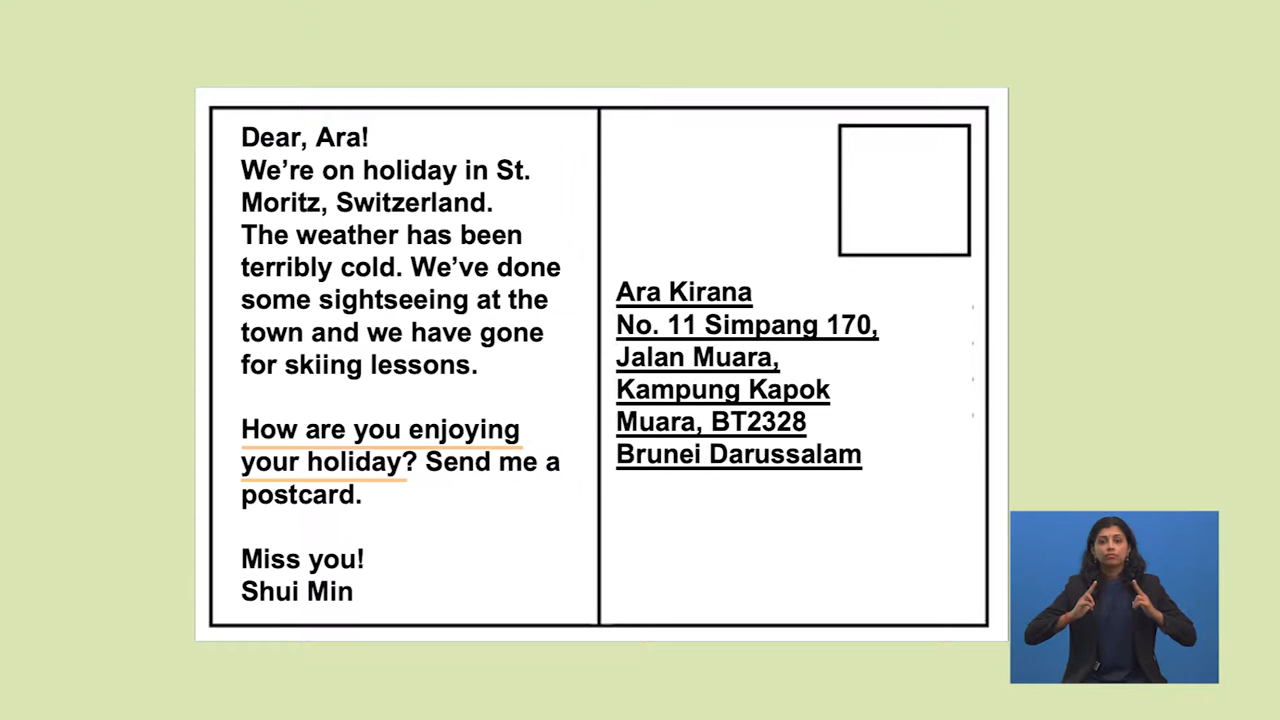 Dear, Ara!
We’re on holiday in St.
Moritz, Switzerland.
The weather has been
terribly cold. We’ve done
some sightseeing at the
town and we have gone
for skiing lessons.
How are you enjoying
your holiday? Send me a
postcard.
Miss you!
Shui Min
Ara Kirana
No. 11 Simpang 170,
Jalan Muara,
Kampung Kapok
Muara, BT2328
Brunei Darussalam